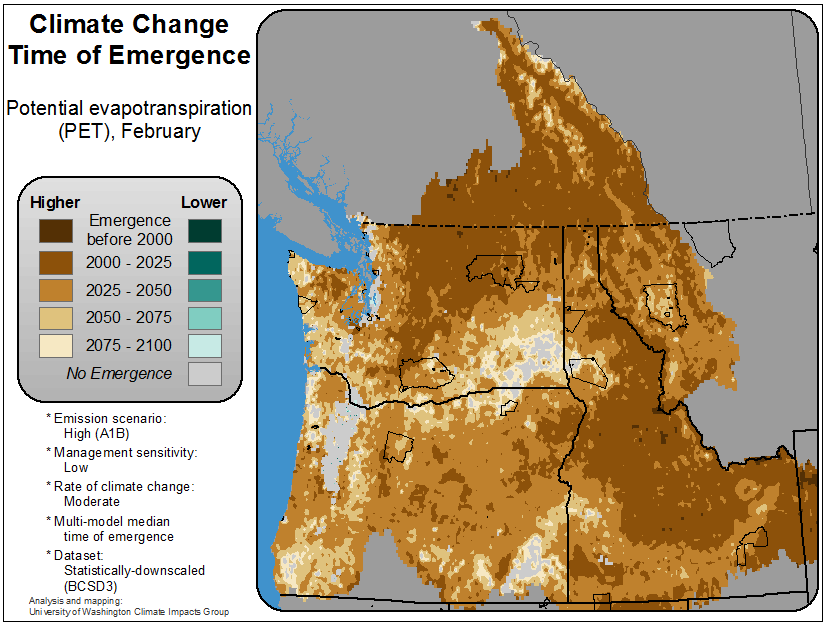 Climate Change
Time of Emergence
Potential evapotranspiration
(PET), February
Higher Lower
Emergence
before 2000
2000 - 2025
2025 - 2050
2050 - 2075
2075 - 2100
No Emergence
* Emission scenario:
High (A1B)
* Management sensitivity:
Low
* Rate of climate change:
Moderate
* Multi-model median
time of emergence
* Dataset:
Statistically-downscaled
(BCSD3)
Analysis and mapping:
University of Washington Climate Impacts Group